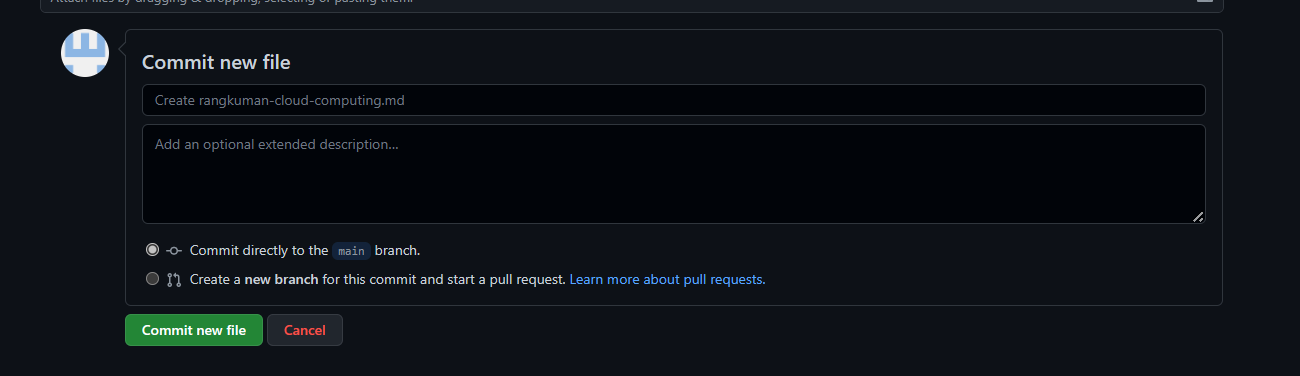 Attach files by dragging & dropping, selecting or pasting them.
Commit new file
Create rangkuman-cloud-computing.md
Add an optional extended description...
Commit directly to the main branch.
Create a new branch for this commit and start a pull request. Learn more about pull requests.
Commit new file Cancel